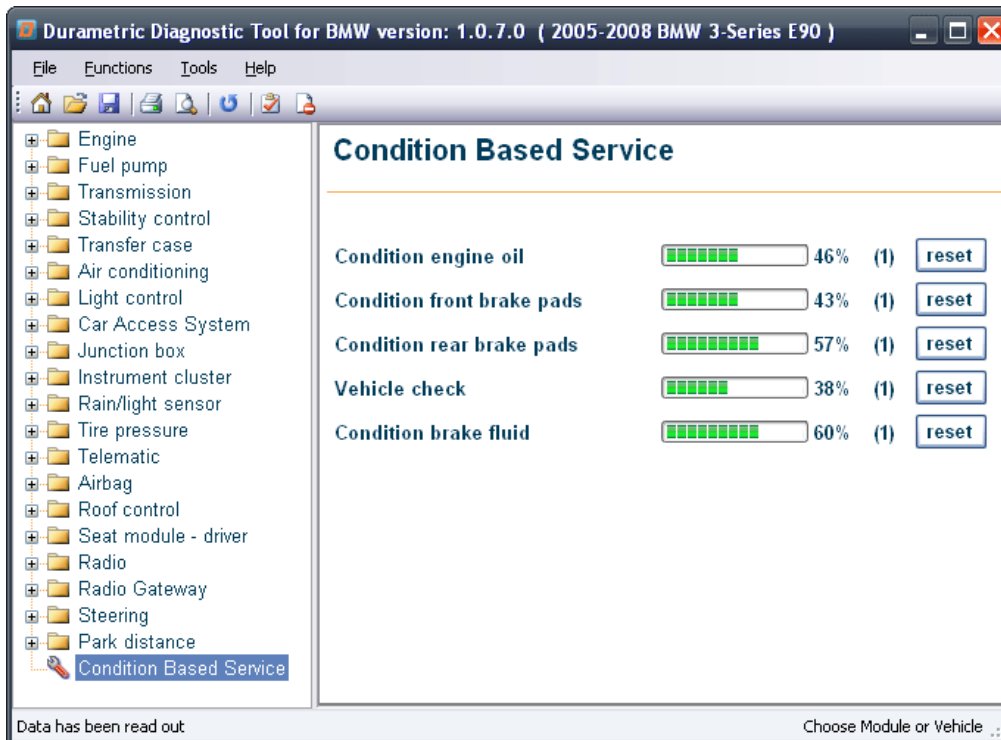 Durametric Diagnostic Tool for BMW version: 1.0.7.0 ( 2005-2008 BMW 3-Series E90 )
File Functions Tools Help
Engine
Fuel pump
Transmission
Stability control
Transfer case
Air conditioning
Light control
Car Access System
Junction box
Instrument cluster
Rain/light sensor
Tire pressure
Telematic
Airbag
Roof control
Seat module - driver
Radio
Radio Gateway
Steering
Park distance
Condition Based Service
Condition Based Service
Condition engine oil 46% (1) reset
Condition front brake pads 43% (1) reset
Condition rear brake pads 57% (1) reset
Vehicle check 38% (1) reset
Condition brake fluid 60% (1) reset
Data has been read out Choose Module or Vehicle